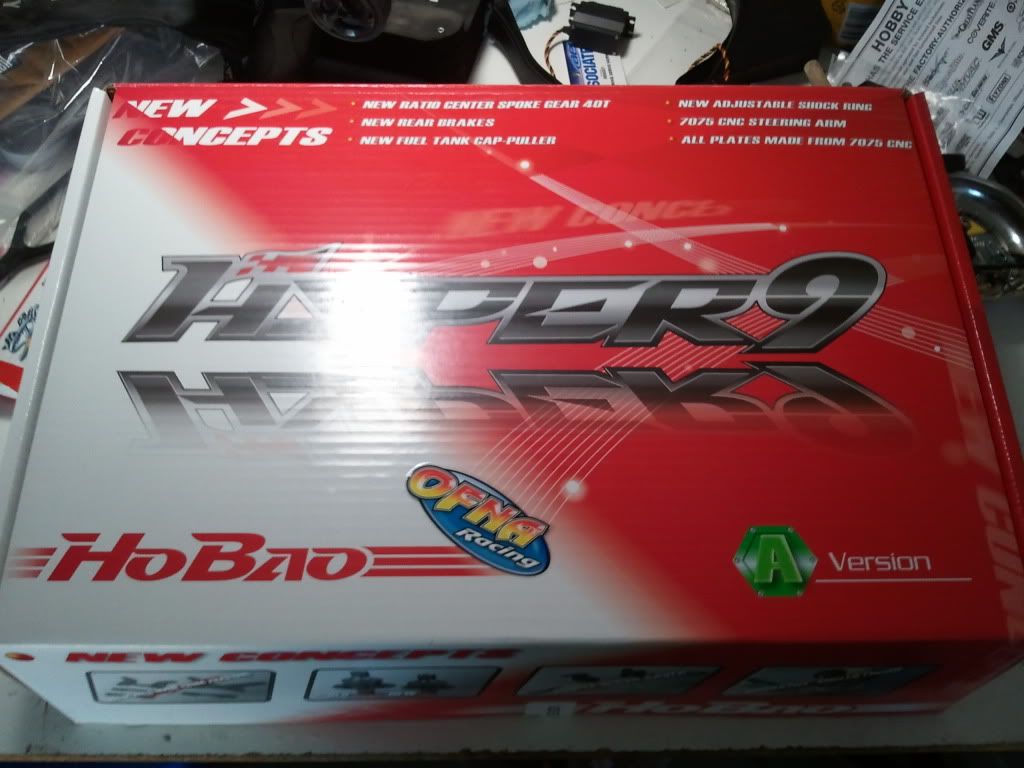 NEW
CONCEPTS
· NEW RATIO CENTER SPOKE GEAR 40T
· NEW REAR BRAKES
· NEW FUEL TANK CAP-PULLER
· NEW ADJUSTABLE SHOCK RING
· 7075 CNC STEERING ARM
· ALL PLATES MADE FROM 7075 CNC
NEW CONCE
HYPER9
HOBAO
OFNA
Racing
A Version
NEW CONCEPTS
HOBAO
HOBBY
GMS